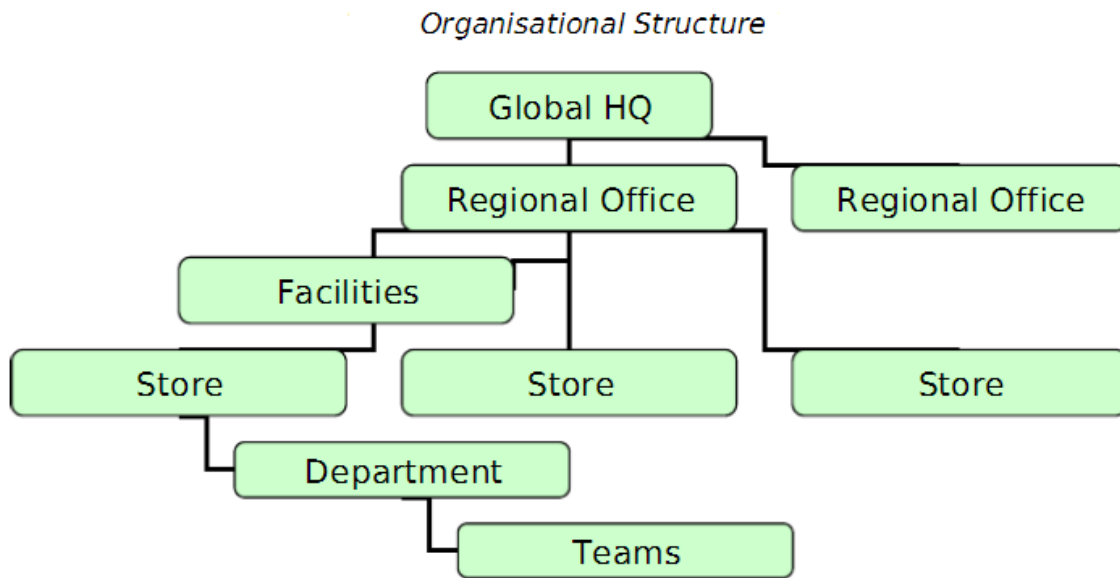 Organisational Structure
Global HQ
Regional Office
Regional Office
Facilities
Store
Store
Store
Department
Teams